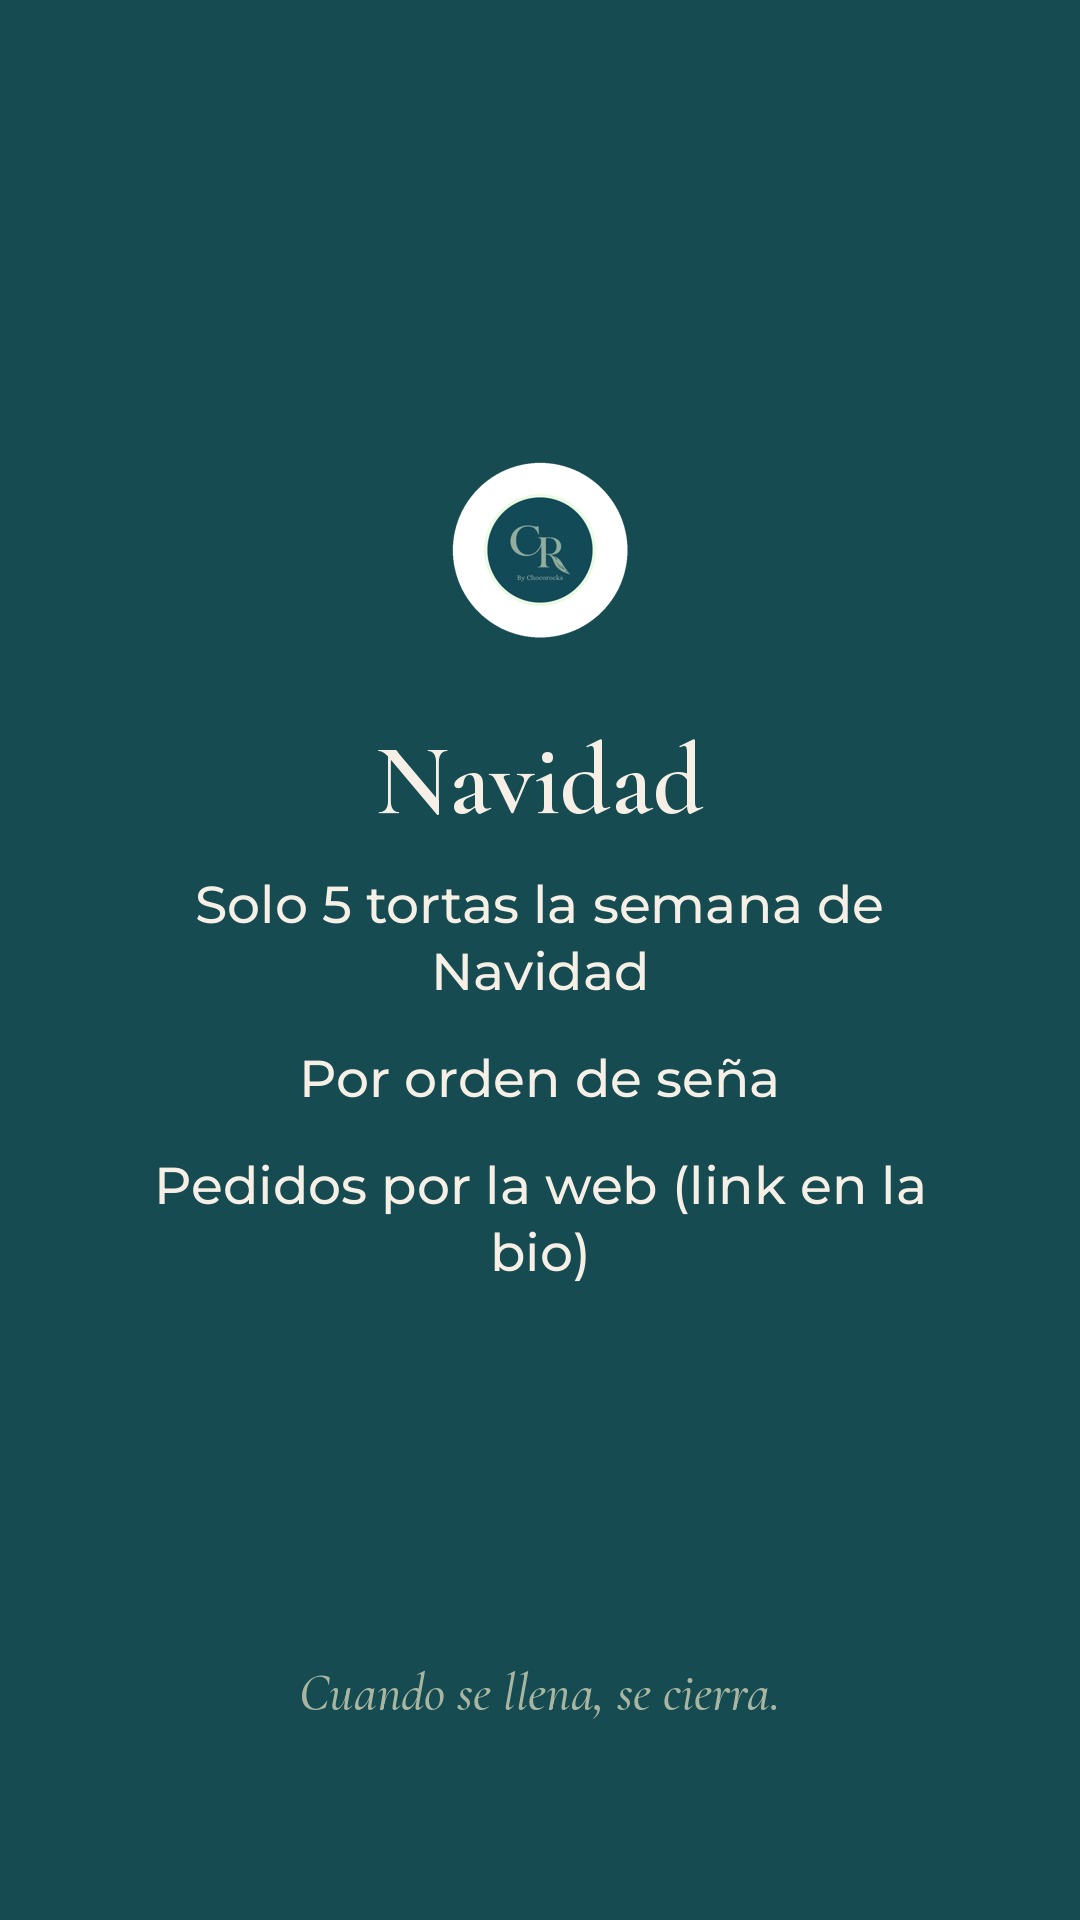 CR
By Chocorocks
Navidad
Solo 5 tortas la semana de
Navidad
Por orden de seña
Pedidos por la web (link en la
bio)
Cuando se llena, se cierra.